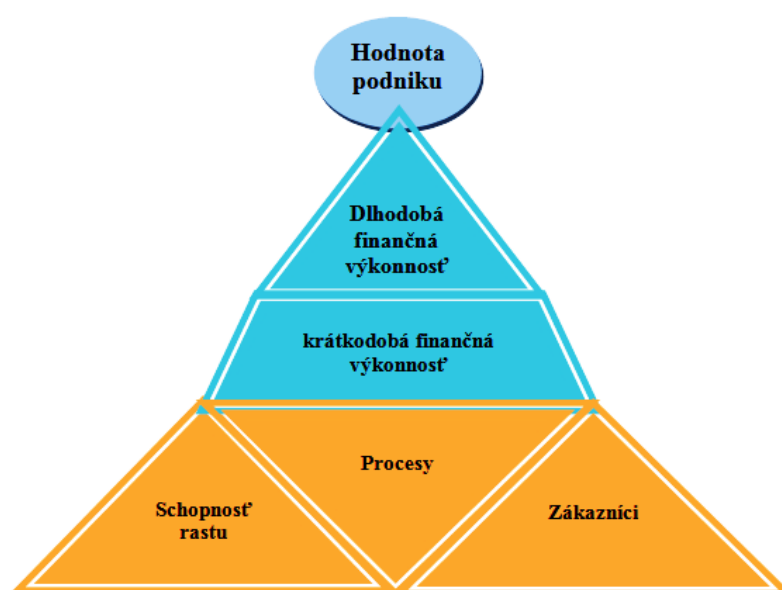 Hodnota
podniku
Dlhodobá
finančná
výkonnosť
krátkodobá finančná
výkonnosť
Procesy
Schopnosť
rastu
Zákazníci